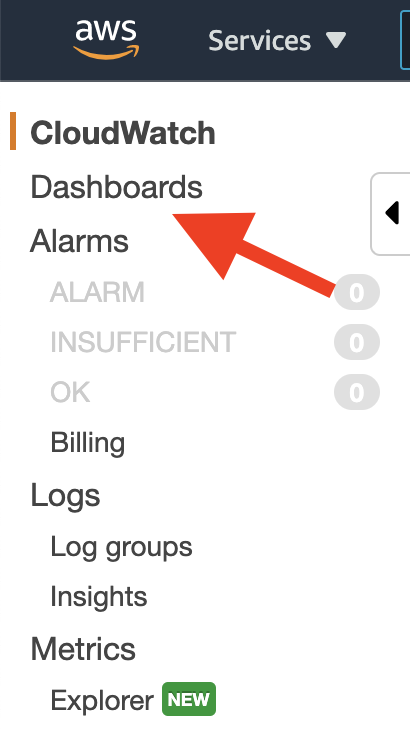 aws Services
CloudWatch
Dashboards
Alarms
ALARM 0
INSUFFICIENT 0
OK 0
Billing
Logs
Log groups
Insights
Metrics
Explorer NEW